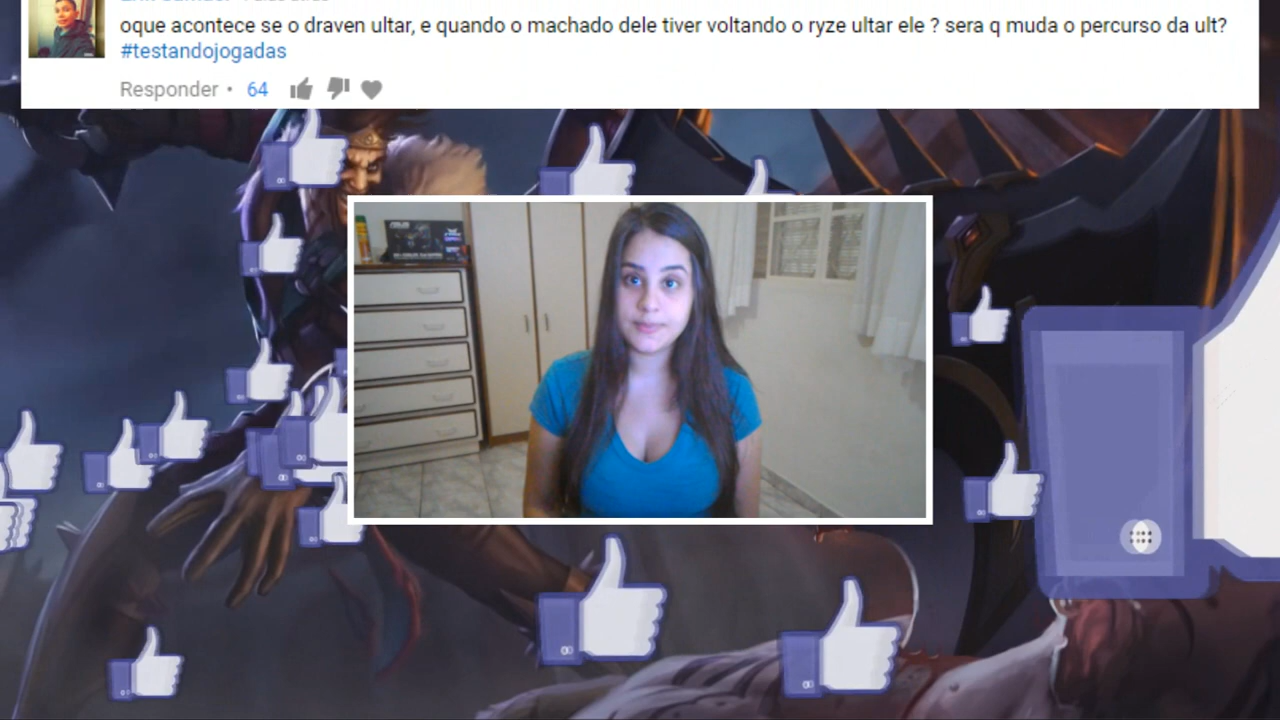 oque acontece se o draven ultar, e quando o machado dele tiver voltando o ryze ultar ele ? sera q muda o percurso da ult?
#testandojogadas
Responder • 64